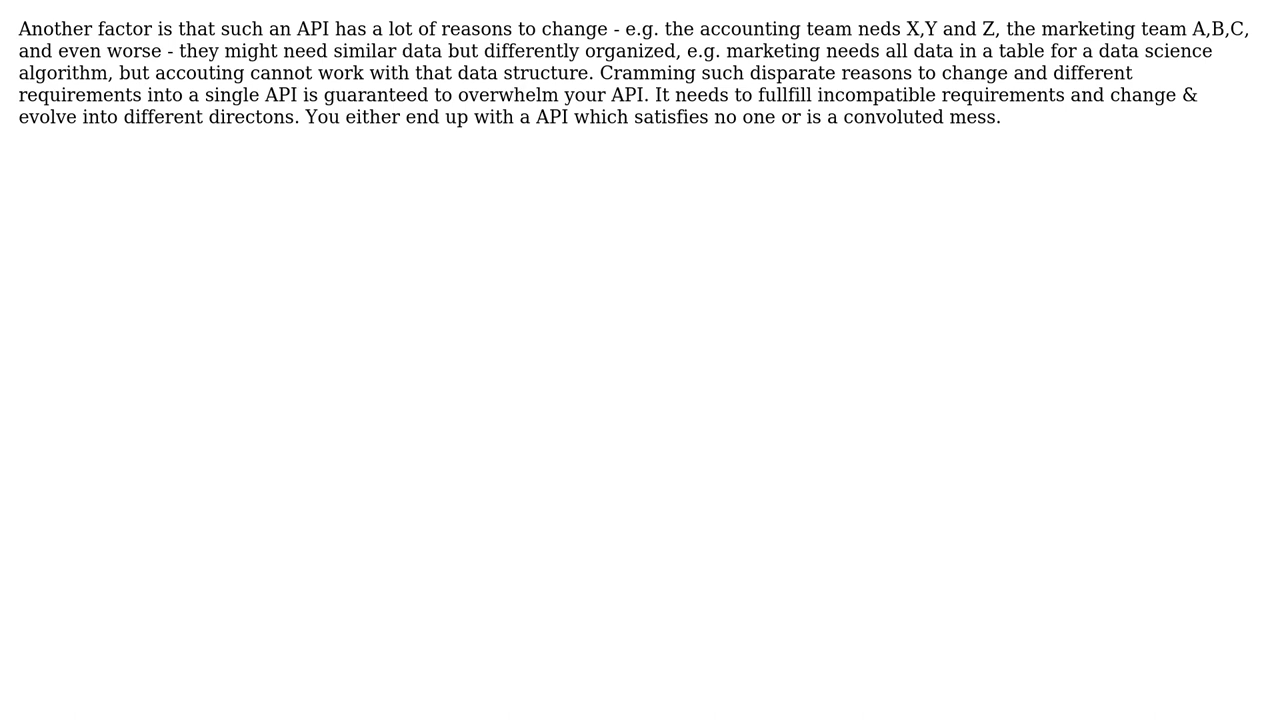 Another factor is that such an API has a lot of reasons to change - e.g. the accounting team neds X,Y and Z, the marketing team A,B,C,
and even worse - they might need similar data but differently organized, e.g. marketing needs all data in a table for a data science
algorithm, but accouting cannot work with that data structure. Cramming such disparate reasons to change and different
requirements into a single API is guaranteed to overwhelm your API. It needs to fullfill incompatible requirements and change &
evolve into different directons. You either end up with a API which satisfies no one or is a convoluted mess.